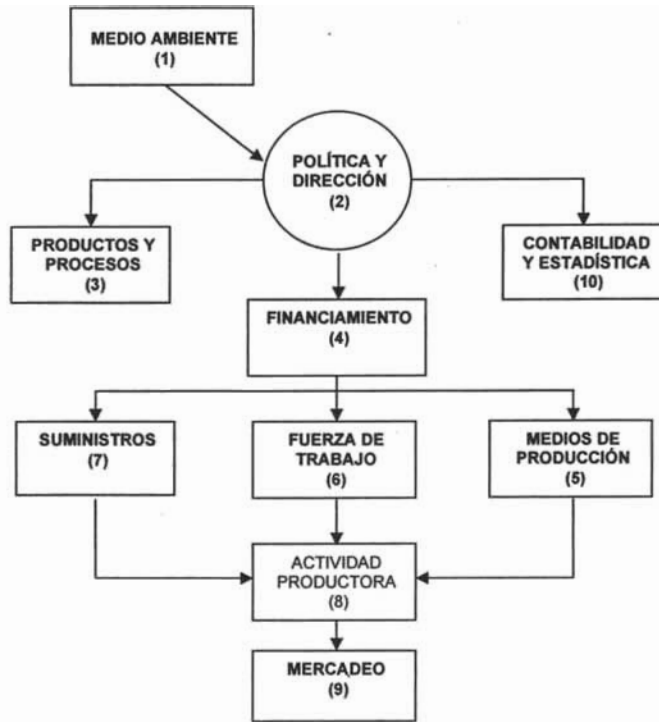 MEDIO AMBIENTE
(1)
POLÍTICA Y
DIRECCIÓN
(2)
PRODUCTOS Y
PROCESOS
(3)
CONTABILIDAD
Y ESTADÍSTICA
(10)
FINANCIAMIENTO
(4)
SUMINISTROS
(7)
FUERZA DE
TRABAJO
(6)
MEDIOS DE
PRODUCCIÓN
(5)
ACTIVIDAD
PRODUCTORA
(8)
MERCADEO
(9)